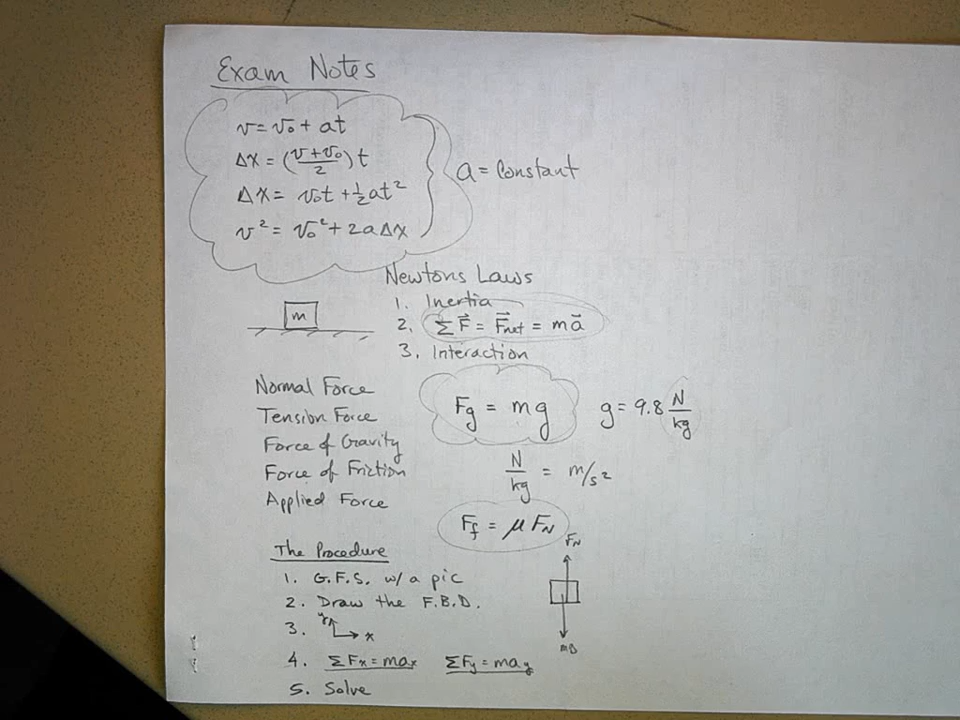 Exam Notes
v = v₀ + at
Δx = (v + v₀ / 2) t
Δx = v₀t + ½at²
v² = v₀² + 2aΔx
a = Constant
Newtons Laws
1. Inertia
2. ΣF⃗ = F⃗net = ma⃗
3. Interaction
m
Normal Force
Tension Force
Force of Gravity
Force of Friction
Applied Force
Fg = mg
g = 9.8 N/kg
N/kg = m/s²
Ff = μFN
The Procedure
1. G.F.S. w/ a pic
2. Draw the F.B.D.
3. y x
4. ΣFx = max ΣFy = may
5. Solve
FN
mg